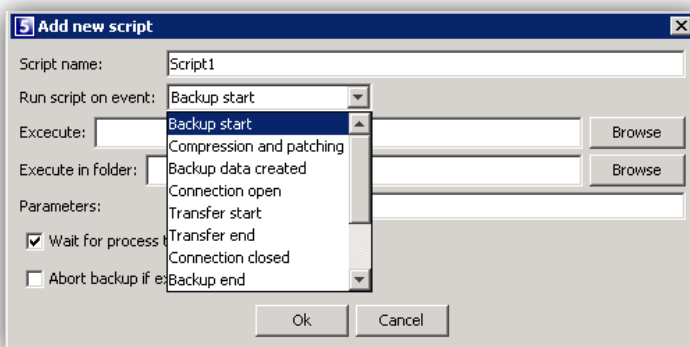 5 Add new script
Script name: Script1
Run script on event: Backup start
Backup start
Excecute: Browse
Compression and patching
Backup data created
Execute in folder: Browse
Connection open
Parameters:
Transfer start
Transfer end
Wait for process
Connection closed
Abort backup if
Backup end
Ok Cancel